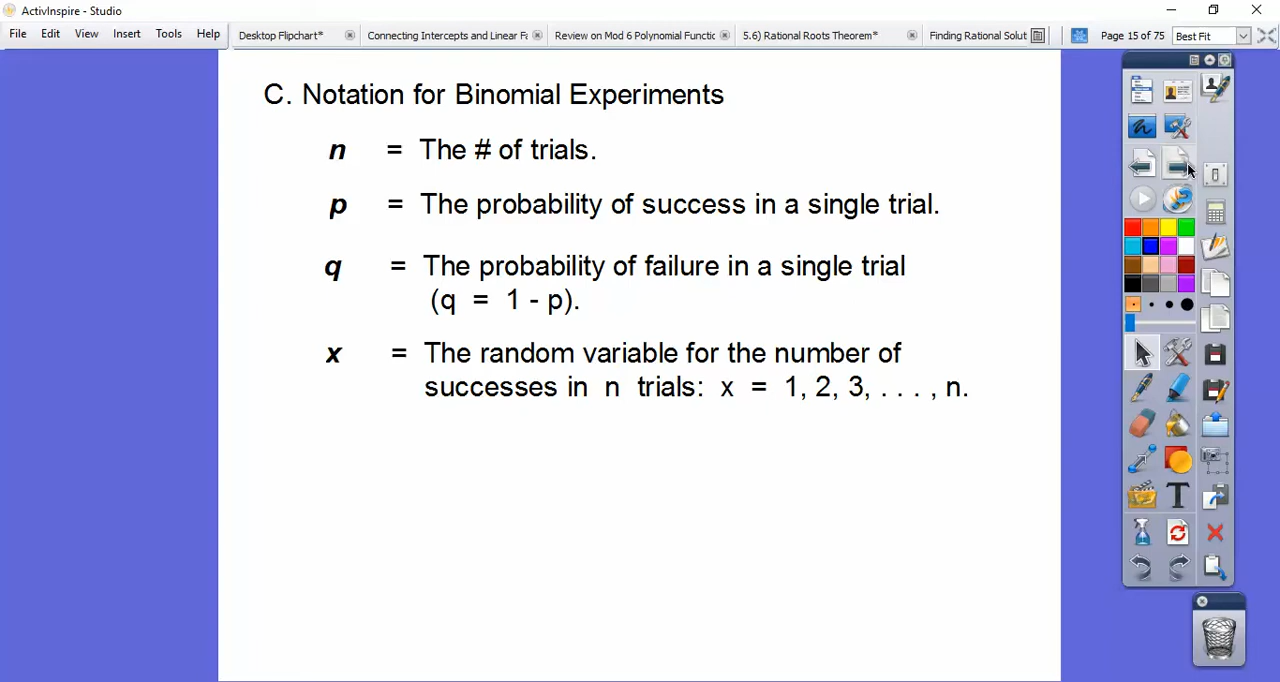 ActivInspire - Studio
File Edit View Insert Tools Help Desktop Flipchart* Connecting Intercepts and Linear Fa Review on Mod 6 Polynomial Functic 5.6) Rational Roots Theorem* Finding Rational Solut Page 15 of 75 Best Fit
C. Notation for Binomial Experiments
n = The # of trials.
p = The probability of success in a single trial.
q = The probability of failure in a single trial
(q = 1 - p).
x = The random variable for the number of
successes in n trials: x = 1, 2, 3, . . . , n.
T